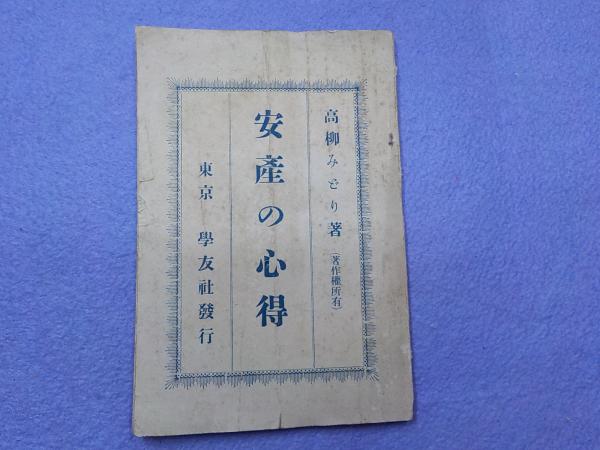 高柳みどり著（著作權所有）
安產の心得
東京 學友社發行